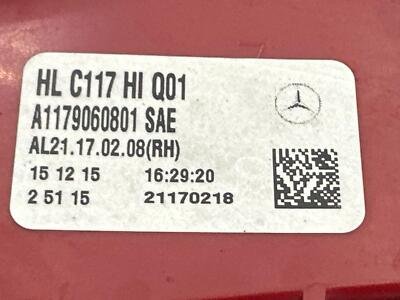 HL C117 HI Q01
A1179060801 SAE
AL21.17.02.08(RH)
15 12 15 16:29:20
2 51 15 21170218